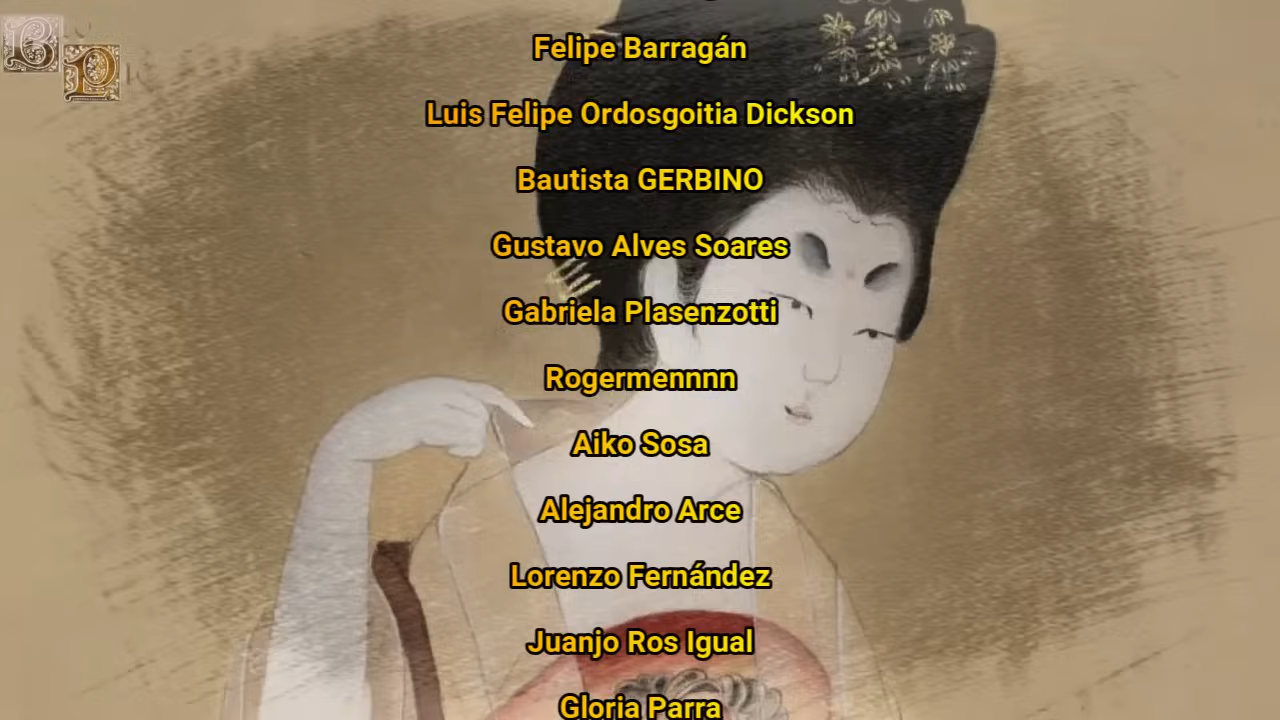 B
D
Felipe Barragán
Luis Felipe Ordosgoitia Dickson
Bautista GERBINO
Gustavo Alves Soares
Gabriela Plasenzotti
Rogermennnn
Aiko Sosa
Alejandro Arce
Lorenzo Fernández
Juanjo Ros Igual
Gloria Parra